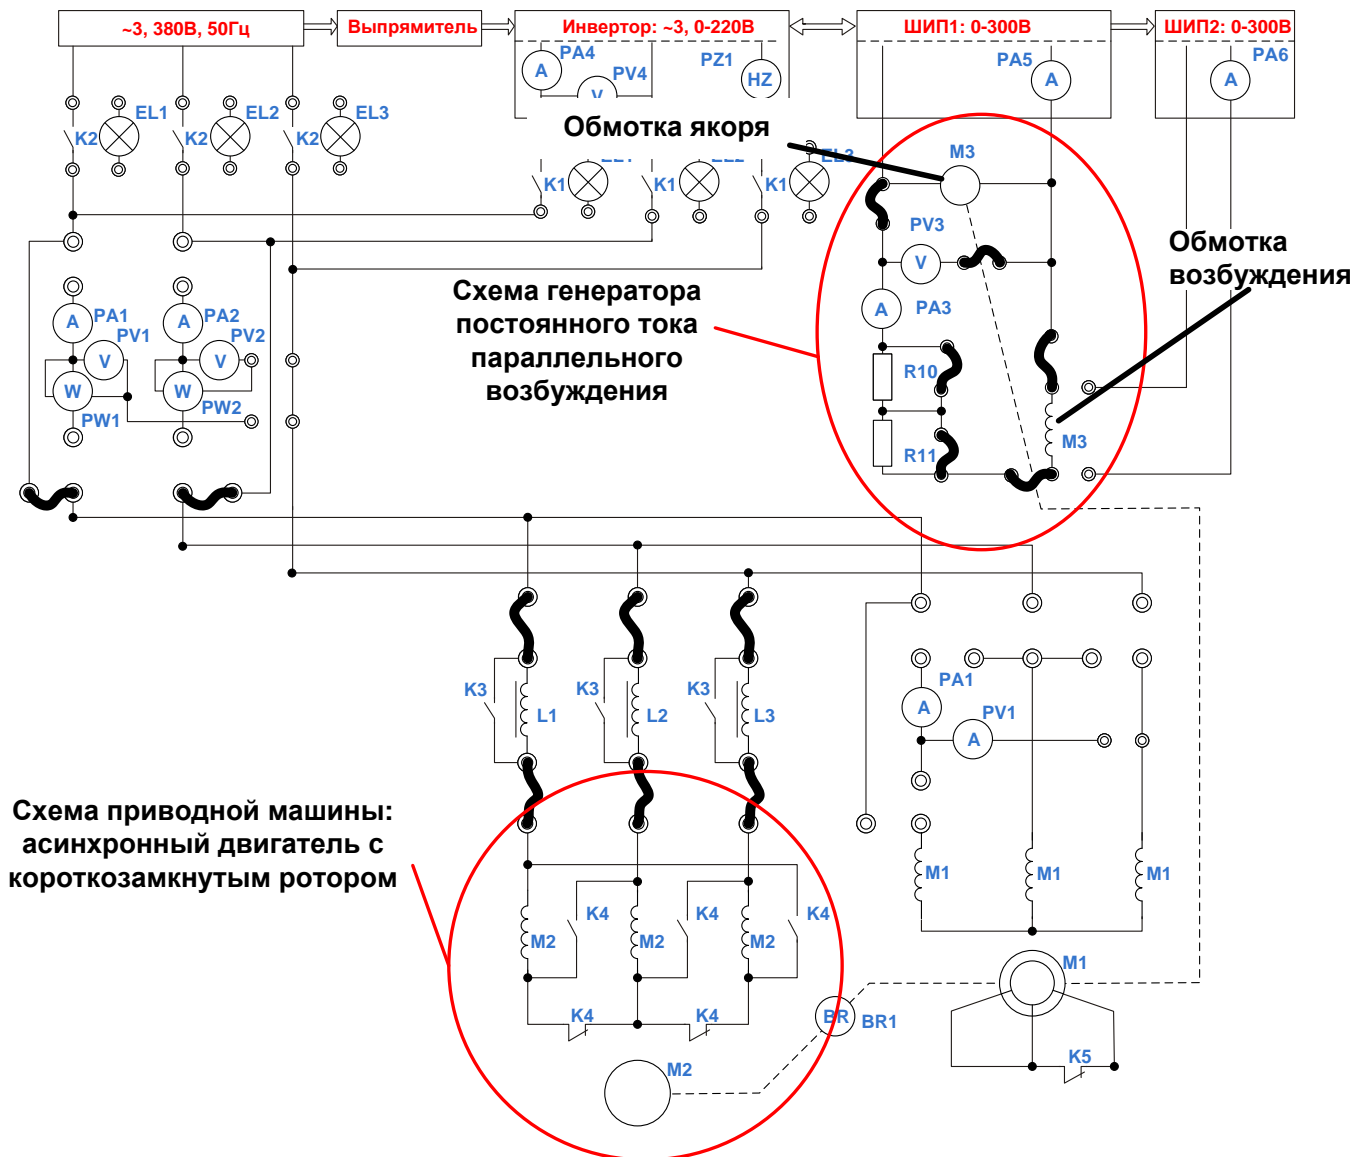 ~3, 380В, 50Гц
Выпрямитель
Инвертор: ~3, 0-220В
ШИП1: 0-300В
ШИП2: 0-300В
PA4
A
PV4
V
PZ1
HZ
PA5
A
PA6
A
K2
EL1
K2
EL2
K2
EL3
Обмотка якоря
K1
K1
K1
EL3
M3
PV3
V
A
PA3
R10
R11
M3
Обмотка
возбуждения
Схема генератора
постоянного тока
параллельного
возбуждения
A
PA1
PV1
V
W
PW1
A
PA2
PV2
V
W
PW2
K3
L1
K3
L2
K3
L3
PA1
A
PV1
A
Схема приводной машины:
асинхронный двигатель с
короткозамкнутым ротором
M2
K4
M2
K4
M2
K4
K4
K4
M2
M1
M1
M1
M1
BR
BR1
K5